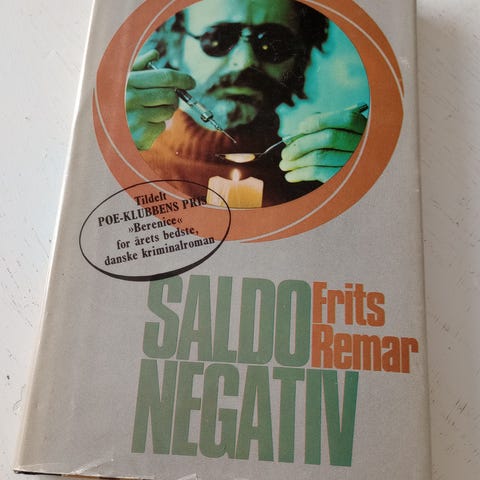 Tildelt
POE-KLUBBENS PRIS
»Berenice«
for årets bedste,
danske kriminalroman
SALDO
NEGATIV
Frits
Remar